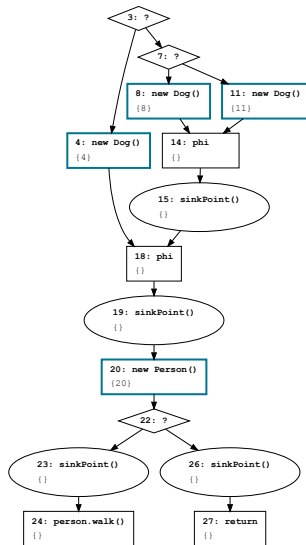 3: ?
7: ?
8: new Dog()
{8}
11: new Dog()
{11}
4: new Dog()
{4}
14: phi
{}
15: sinkPoint()
{}
18: phi
{}
19: sinkPoint()
{}
20: new Person()
{20}
22: ?
23: sinkPoint()
{}
26: sinkPoint()
{}
24: person.walk()
{}
27: return
{}